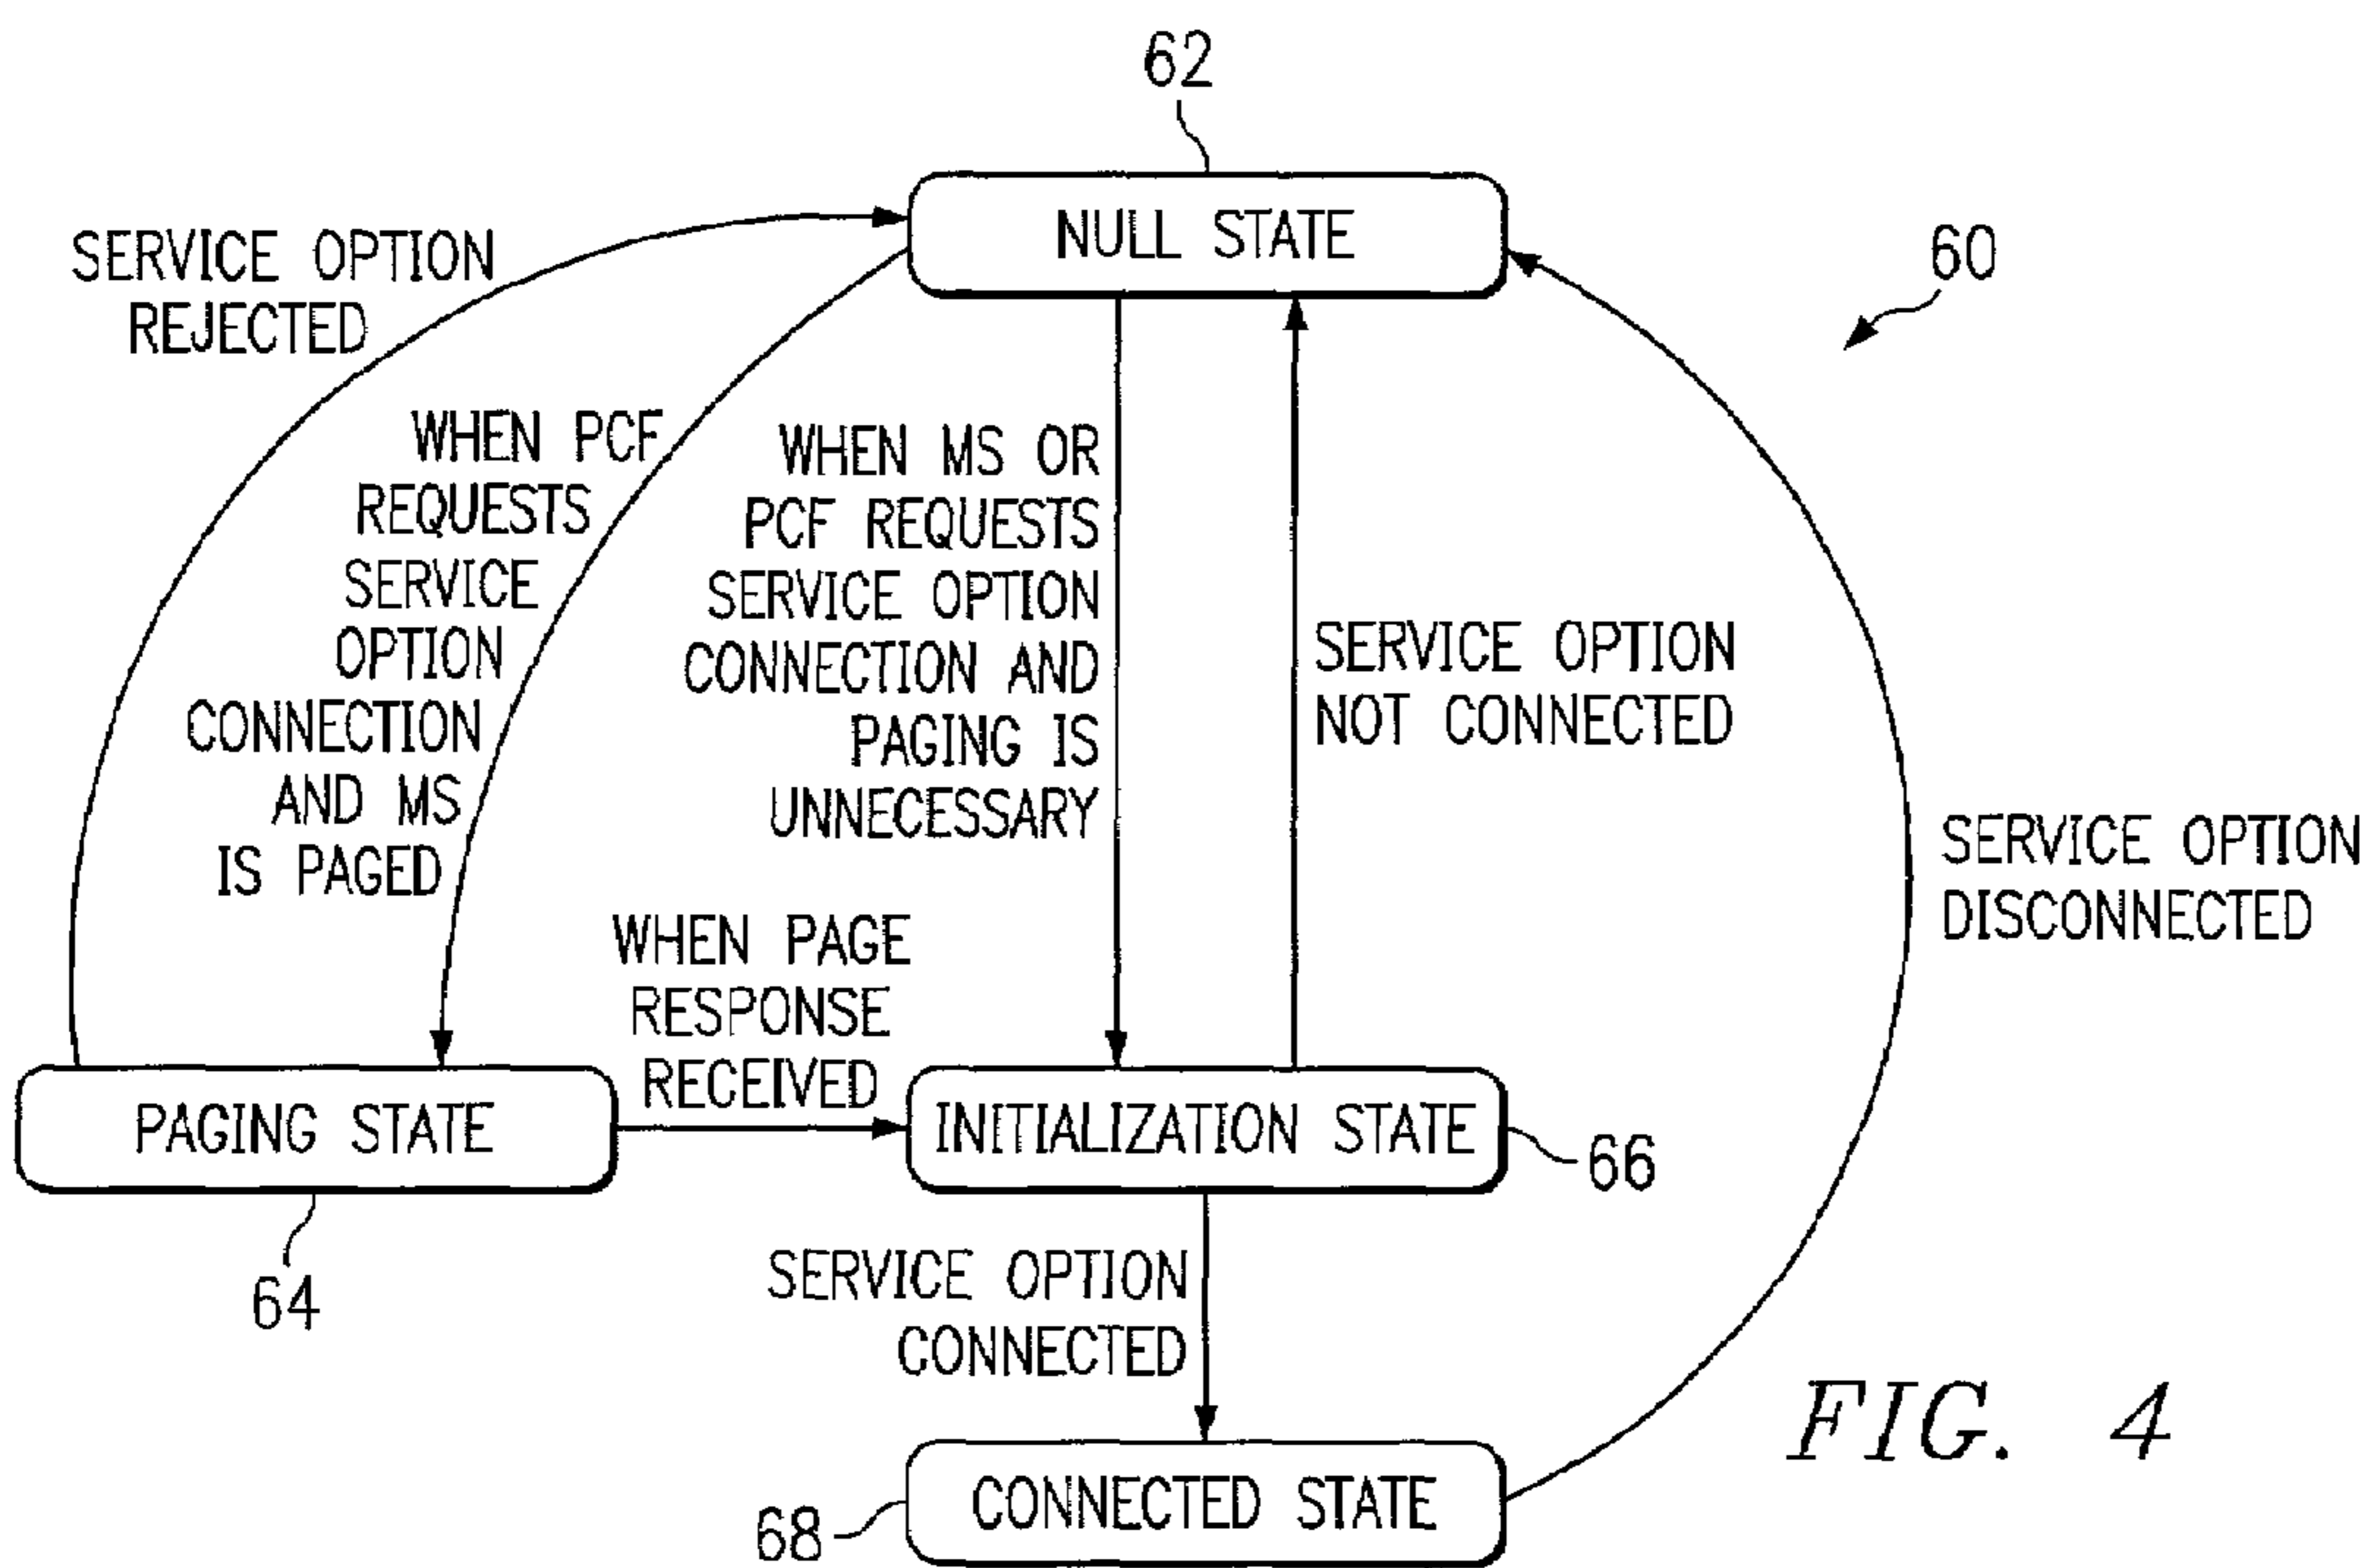 62
NULL STATE
60
SERVICE OPTION
REJECTED
WHEN PCF
REQUESTS
SERVICE
OPTION
CONNECTION
AND MS
IS PAGED
WHEN MS OR
PCF REQUESTS
SERVICE OPTION
CONNECTION AND
PAGING IS
UNNECESSARY
SERVICE OPTION
NOT CONNECTED
SERVICE OPTION
DISCONNECTED
WHEN PAGE
RESPONSE
RECEIVED
PAGING STATE
64
INITIALIZATION STATE
66
SERVICE OPTION
CONNECTED
CONNECTED STATE
68
FIG. 4